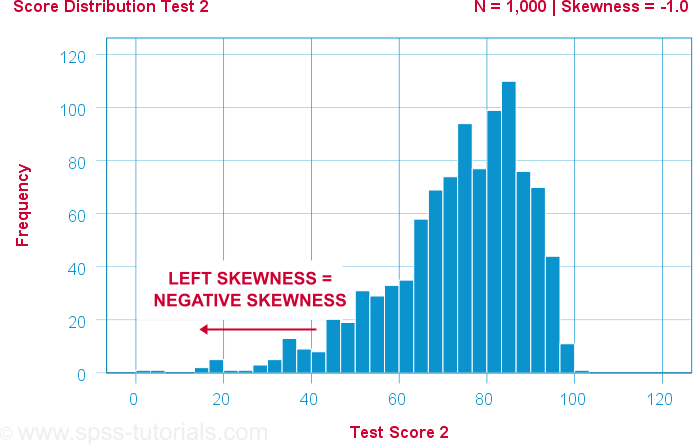 Score Distribution Test 2
N = 1,000 | Skewness = -1.0
120
100
80
60
40
20
0
Frequency
LEFT SKEWNESS =
NEGATIVE SKEWNESS
0 20 40 60 80 100 120
Test Score 2
© www.spss-tutorials.com